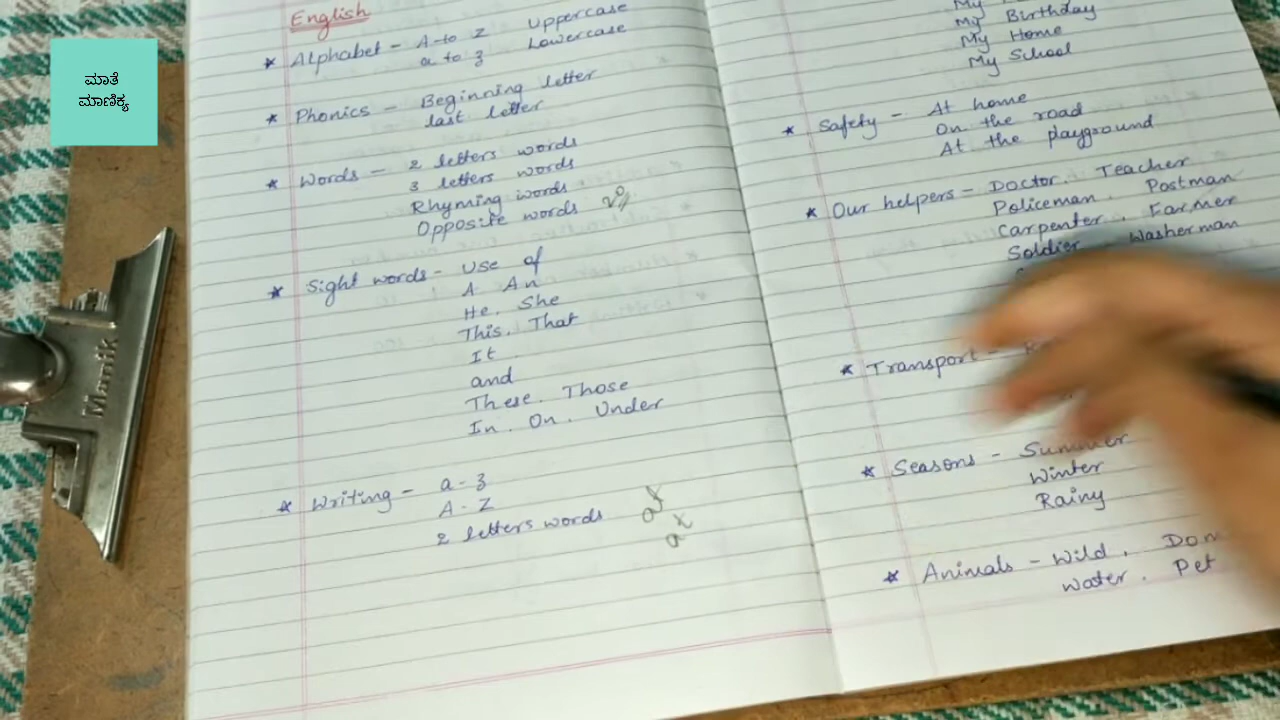 ಮಾತೆ
ಮಾಣಿಕ್ಯ
Manik
English
* Alphabet - A to Z Uppercase
a to z Lowercase
* Phonics - Beginning letter
last letter
* Words - 2 letters words
3 letters words
Rhyming words
Opposite words
* Sight words - Use of
A An
He. She
This. That
It.
and
These. Those
In. On. Under
* Writing - a-z
A-Z
2 letters words
at
at
My
My Birthday
My Home
My School
* Safety - At home
On the road
At the playground
* Our helpers - Doctor. Teacher
Policeman. Postman
Carpenter. Farmer
Soldier Washerman
* Transport -
* Seasons - Summer
Winter
Rainy
* Animals - Wild.
Water. Pet